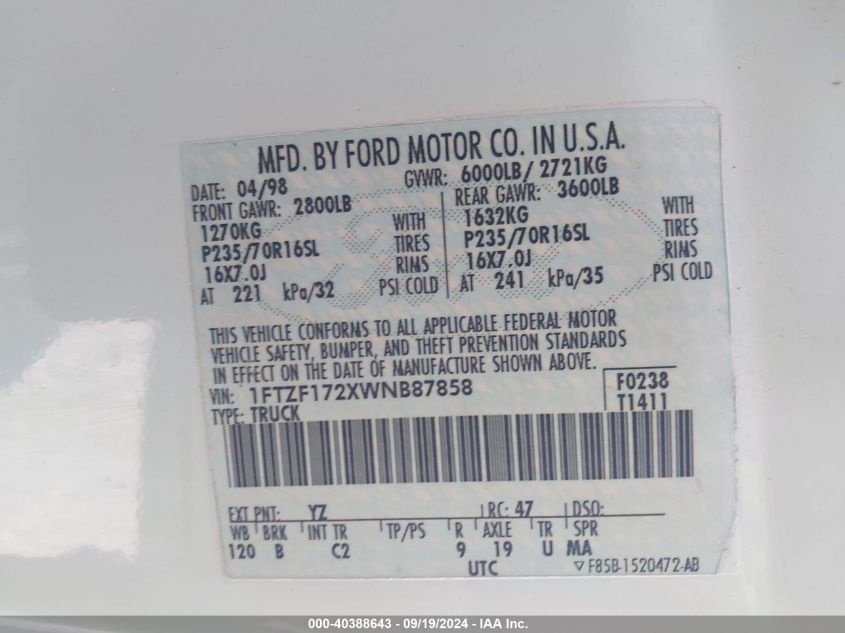 MFD. BY FORD MOTOR CO. IN U.S.A.
DATE: 04/98 GVWR: 6000LB/ 2721KG
FRONT GAWR: 2800LB REAR GAWR: 3600LB
1270KG WITH 1632KG WITH
P235/70R16SL TIRES P235/70R16SL TIRES
16X7.0J RIMS 16X7.0J RIMS
AT 221 kPa/32 PSI COLD AT 241 kPa/35 PSI COLD
THIS VEHICLE CONFORMS TO ALL APPLICABLE FEDERAL MOTOR
VEHICLE SAFETY, BUMPER, AND THEFT PREVENTION STANDARDS
IN EFFECT ON THE DATE OF MANUFACTURE SHOWN ABOVE.
VIN: 1FTZF172XWNB87858 F0238
TYPE: TRUCK T1411
EXT PNT: YZ RC: 47 DSO:
WB BRK INT TR TP/PS R AXLE TR SPR
120 B C2 9 19 U MA
UTC F85B-1520472-AB
000-40388643 - 09/19/2024 - IAA Inc.